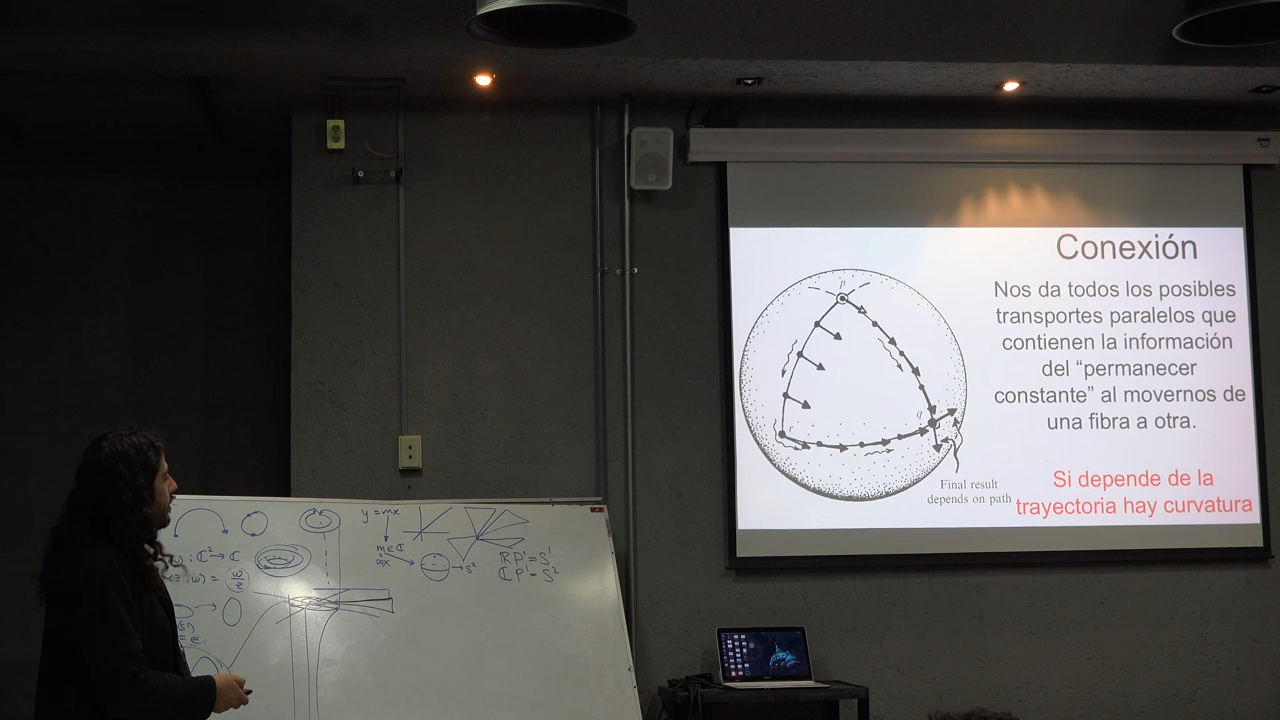 Conexión
Nos da todos los posibles
transportes paralelos que
contienen la información
del “permanecer
constante” al movernos de
una fibra a otra.
Si depende de la
trayectoria hay curvatura
p
q
Final result
depends on path
y=mx
m∈ℂ
∞
→S²
ℝP¹=S¹
ℂP¹=S²
: ℂ²→ℂ
w) = w/z